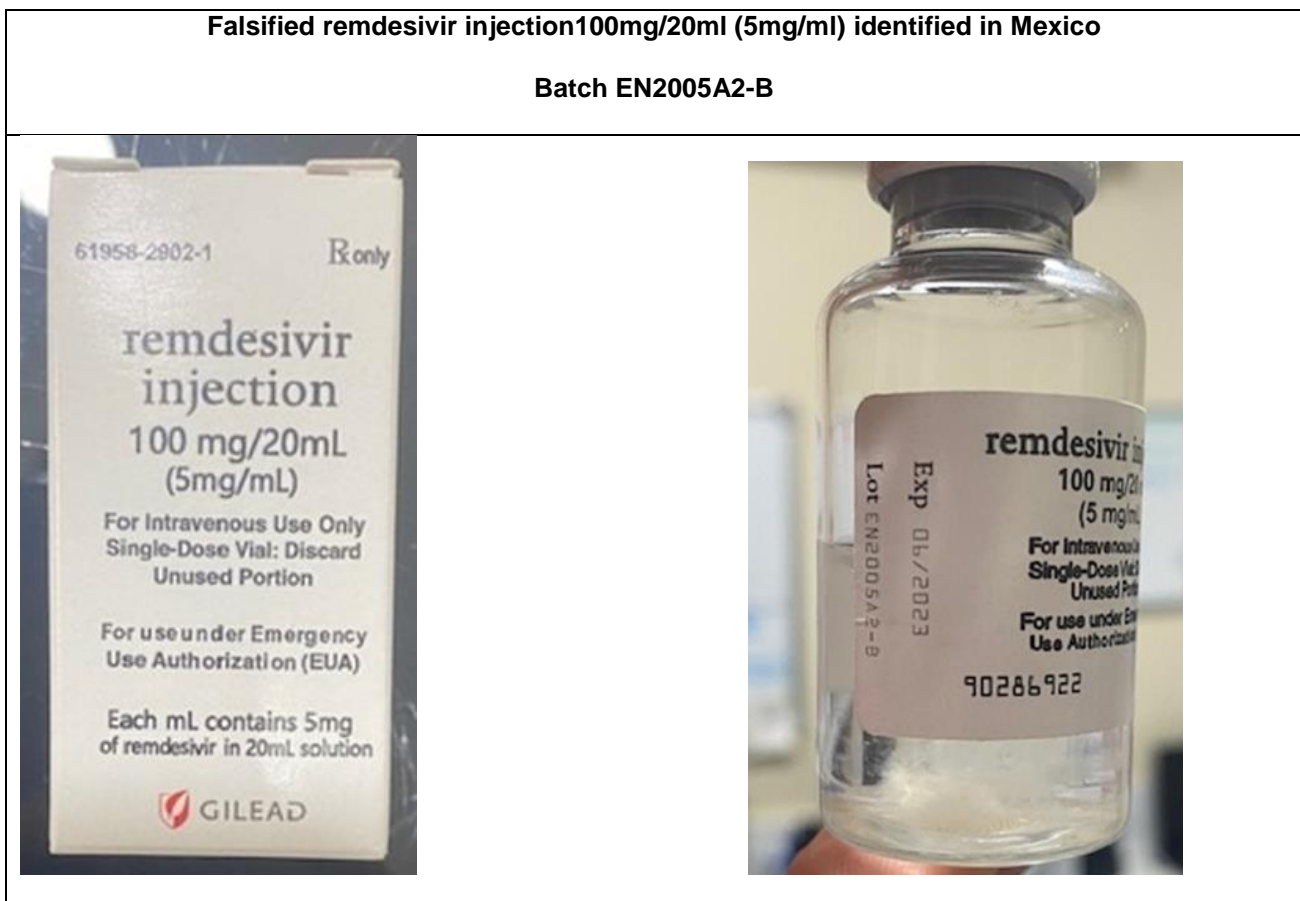 Falsified remdesivir injection100mg/20ml (5mg/ml) identified in Mexico
Batch EN2005A2-B
61958-2902-1
Rx only
remdesivir
injection
100 mg/20mL
(5mg/mL)
For Intravenous Use Only
Single-Dose Vial: Discard
Unused Portion
For useunder Emergency
Use Authorization (EUA)
Each mL contains 5mg
of remdesivir in 20mL solution
GILEAD
Lot EN2005A2-B
Exp 06/2023
remdesivir
100 mg/20
(5 mg/mL
For Intravenous
Single-Dose
Unused
For use under
Use
90286922